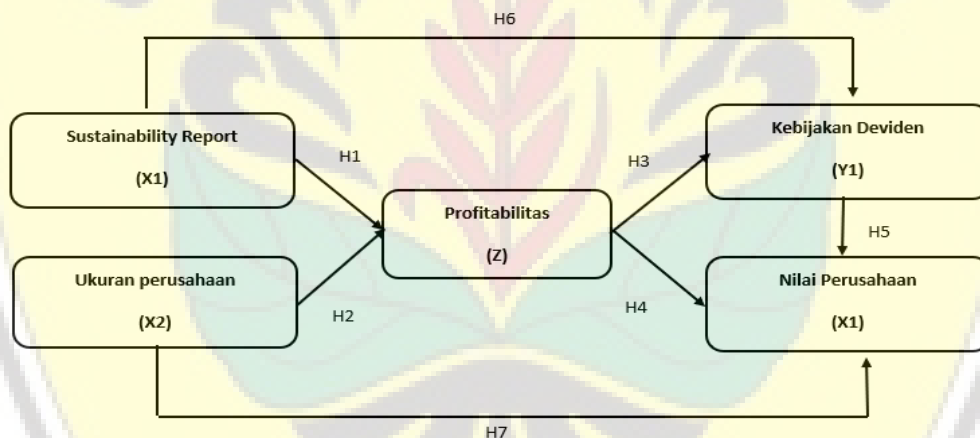 H6
Sustainability Report
(X1)
Kebijakan Deviden
(Y1)
H1
H3
Profitabilitas
(Z)
H5
Ukuran perusahaan
(X2)
Nilai Perusahaan
(X1)
H2
H4
H7